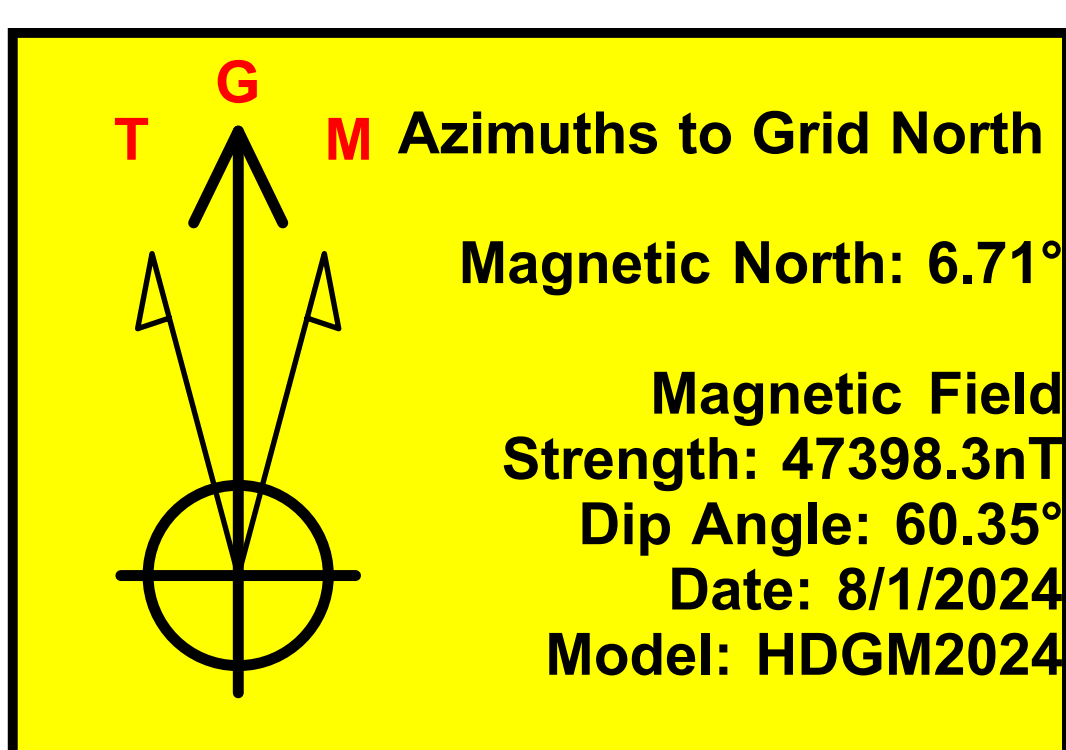 G
T M Azimuths to Grid North
Magnetic North: 6.71°
Magnetic Field
Strength: 47398.3nT
Dip Angle: 60.35°
Date: 8/1/2024
Model: HDGM2024